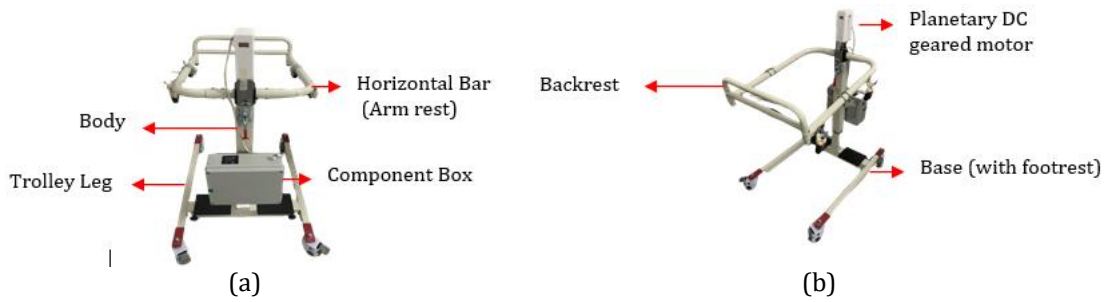 Planetary DC
geared motor
Backrest
Horizontal Bar
(Arm rest)
Body
Trolley Leg
Component Box
Base (with footrest)
(a)
(b)